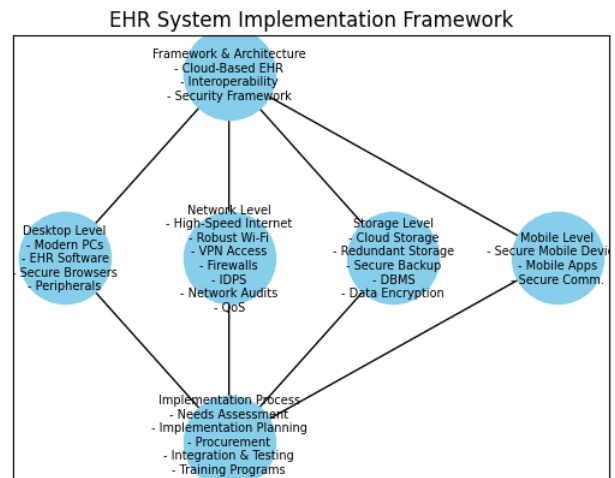 EHR System Implementation Framework
Framework & Architecture
- Cloud-Based EHR
- Interoperability
- Security Framework
Desktop Level
- Modern PCs
- EHR Software
- Secure Browsers
- Peripherals
Network Level
- High-Speed Internet
- Robust Wi-Fi
- VPN Access
- Firewalls
- IDPS
- Network Audits
- QoS
Storage Level
- Cloud Storage
- Redundant Storage
- Secure Backup
- DBMS
- Data Encryption
Mobile Level
- Secure Mobile
- Mobile Apps
- Secure Comm.
Implementation Process
- Needs Assessment
- Implementation Planning
- Procurement
- Integration & Testing
- Training Programs